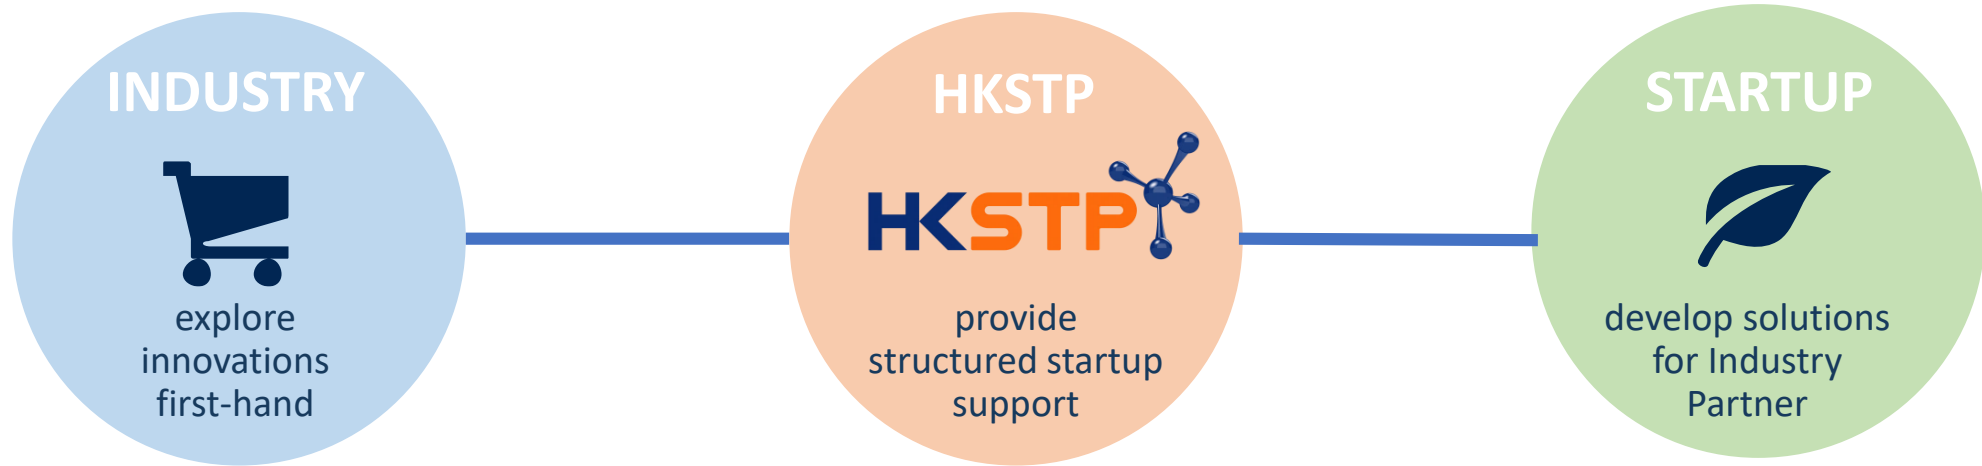 INDUSTRY
explore
innovations
first-hand
HKSTP
HKSTP
provide
structured startup
support
STARTUP
develop solutions
for Industry
Partner